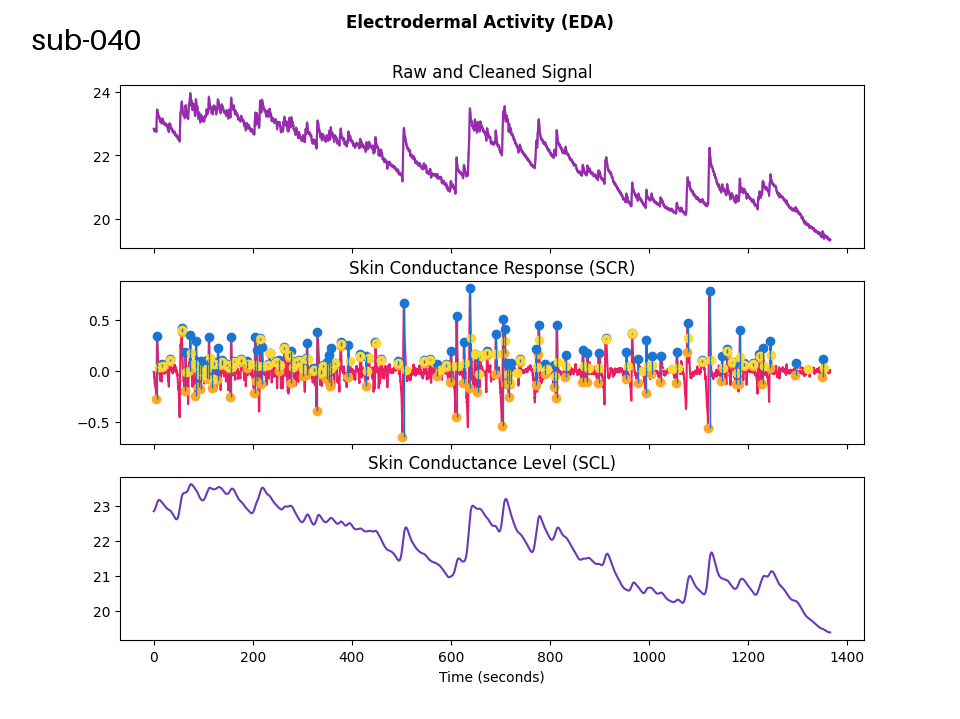 Electrodermal Activity (EDA)
sub-040
Raw and Cleaned Signal
24
22
20
Skin Conductance Response (SCR)
0.5
0.0
−0.5
Skin Conductance Level (SCL)
23
22
21
20
0 200 400 600 800 1000 1200 1400
Time (seconds)